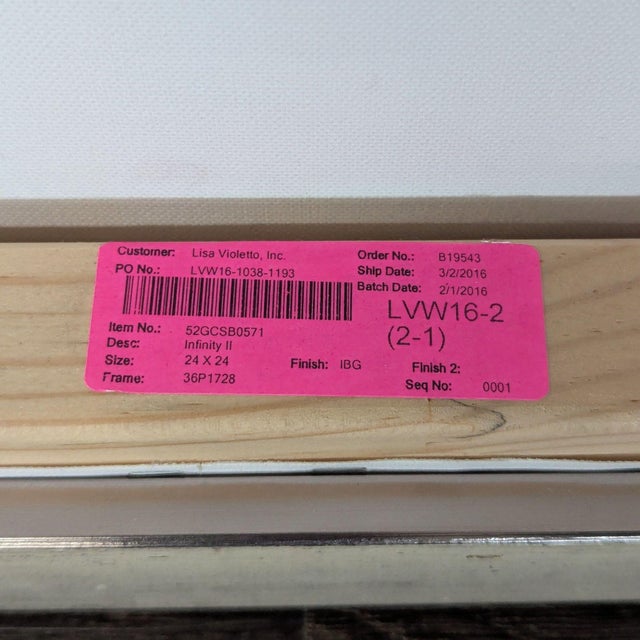 Customer: Lisa Violetto, Inc. Order No.: B19543
PO No.: LVW16-1038-1193 Ship Date: 3/2/2016
Batch Date: 2/1/2016
LVW16-2
(2-1)
Item No.: 52GCSB0571
Desc: Infinity II
Size: 24 X 24 Finish: IBG Finish 2:
Frame: 36P1728 Seq No: 0001